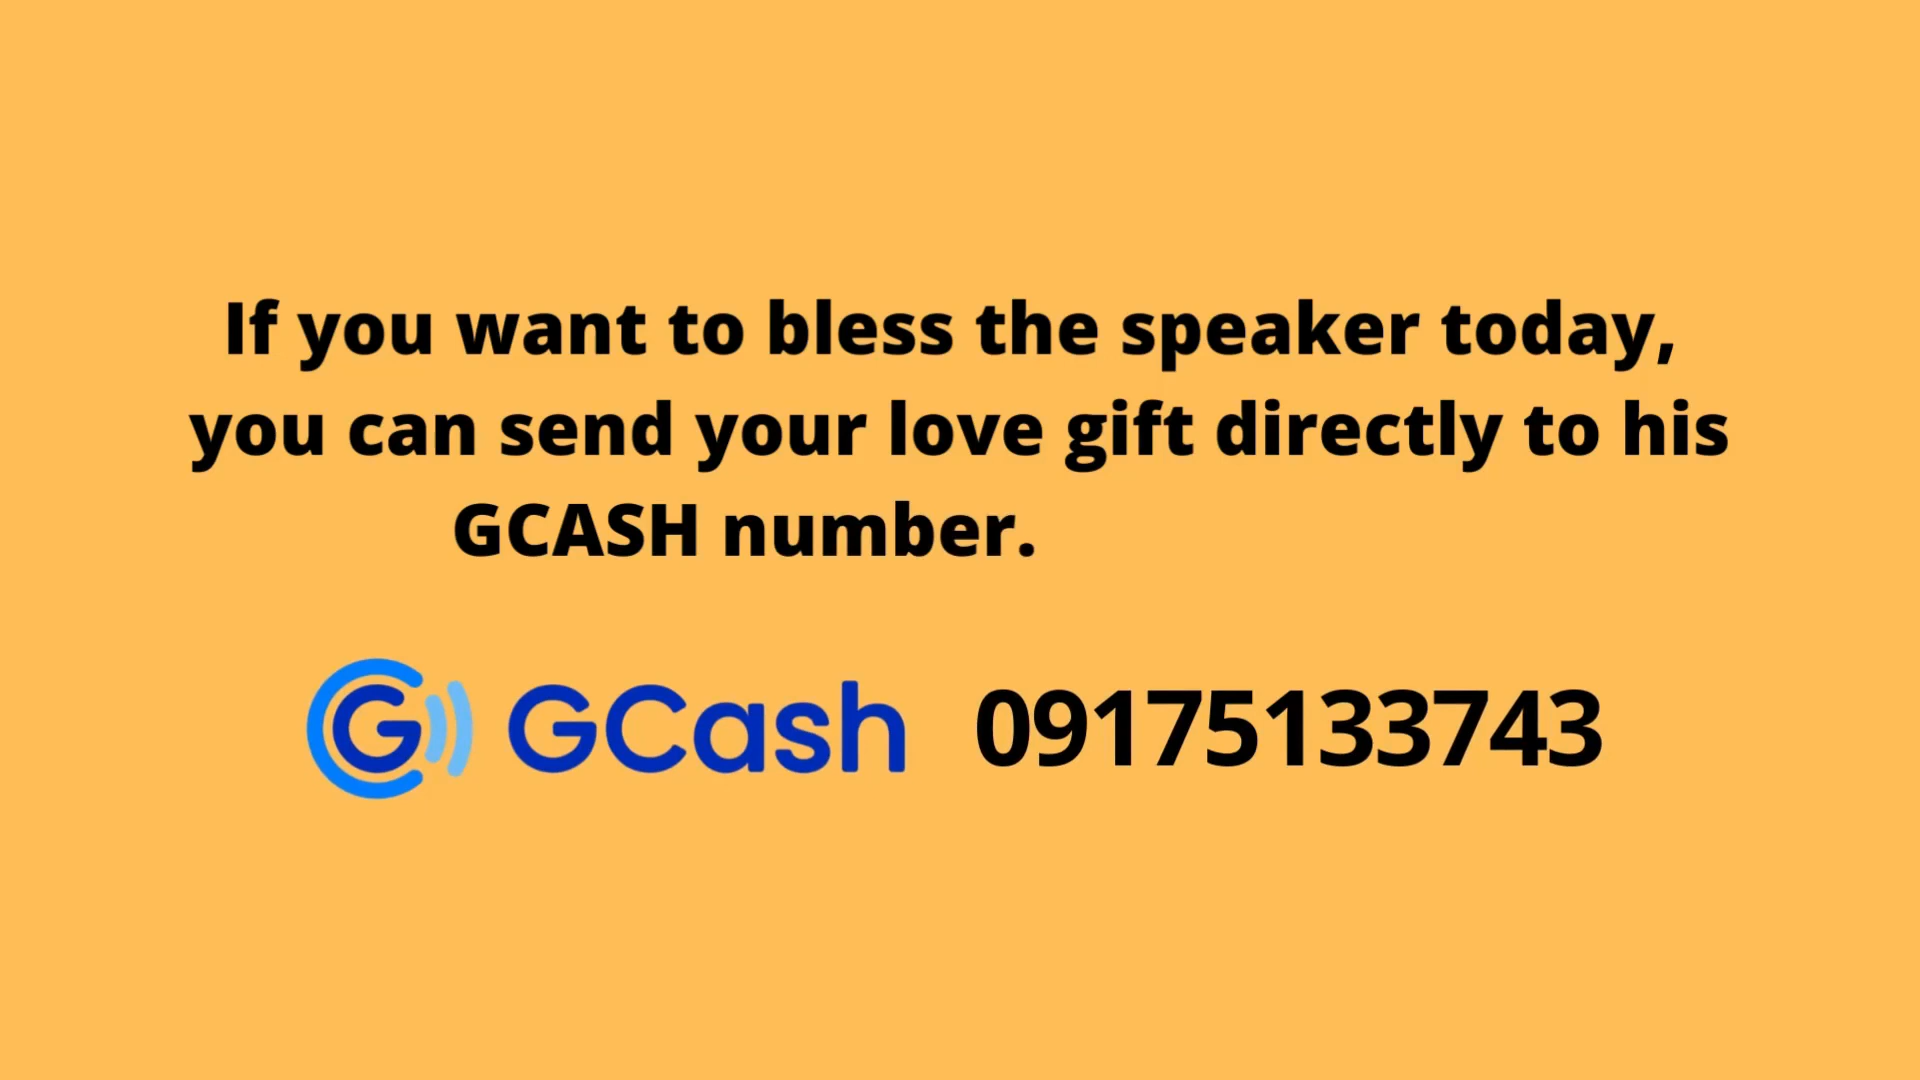 If you want to bless the speaker today,
you can send your love gift directly to his
GCASH number.
GCash 09175133743